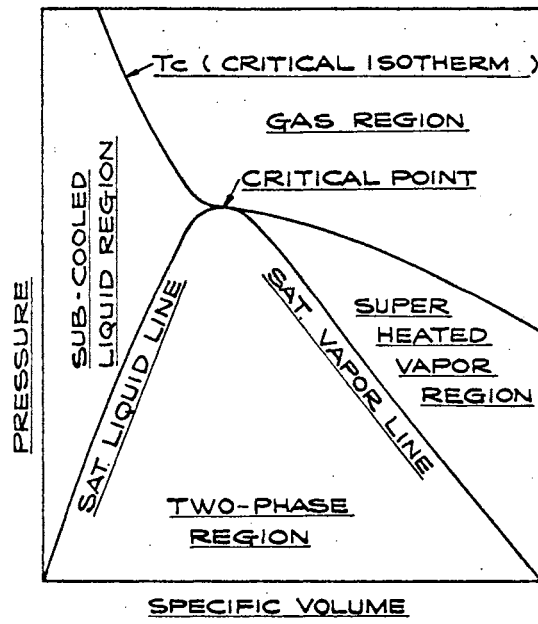 Tc ( CRITICAL ISOTHERM )
GAS REGION
CRITICAL POINT
SUB-COOLED
LIQUID REGION
PRESSURE
SAT. LIQUID LINE
SAT. VAPOR LINE
SUPER
HEATED
VAPOR
REGION
TWO-PHASE
REGION
SPECIFIC VOLUME